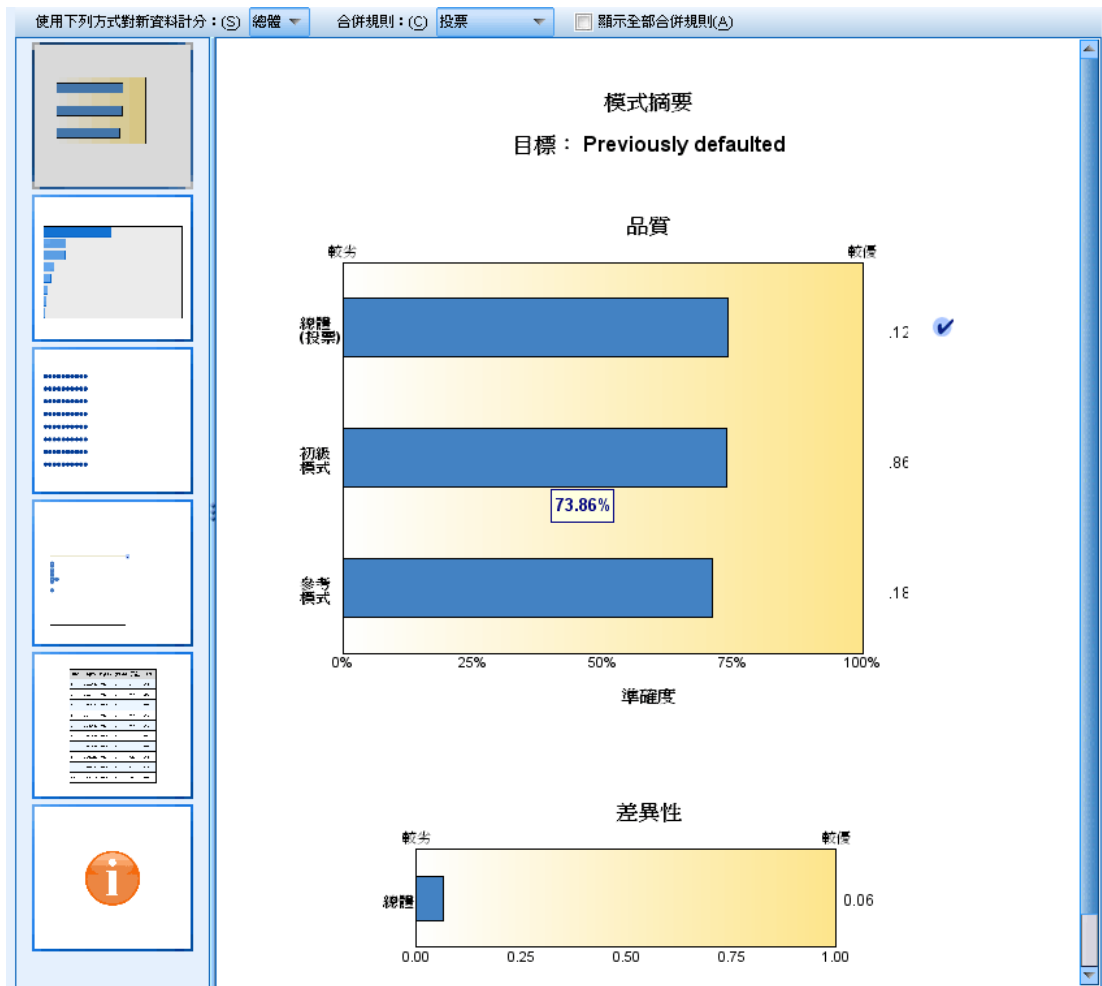 使用下列方式對新資料計分：(S) 總體 合併規則：(C) 投票 顯示全部合併規則(A)
模式摘要
目標： Previously defaulted
品質
較劣 較優
總體
(投票)
.12
初級
模式
.86
73.86%
參考
模式
.18
0% 25% 50% 75% 100%
準確度
差異性
較劣 較優
總體 0.06
0.00 0.25 0.50 0.75 1.00